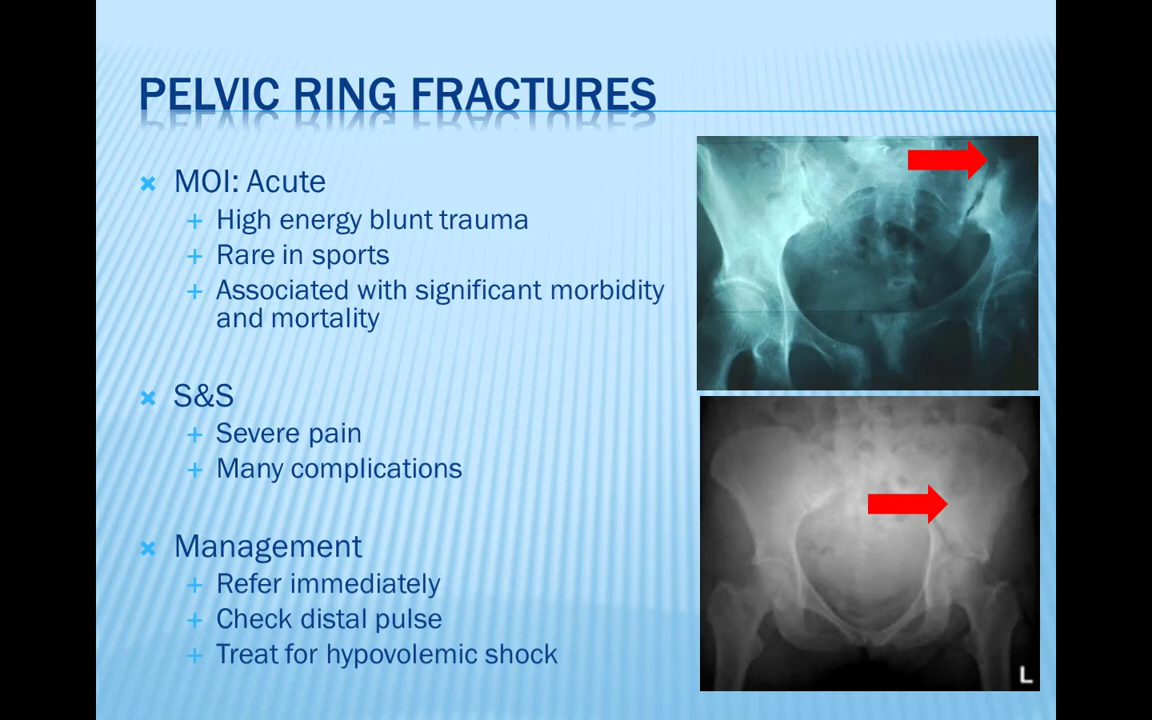 PELVIC RING FRACTURES
MOI: Acute
High energy blunt trauma
Rare in sports
Associated with significant morbidity
and mortality
S&S
Severe pain
Many complications
Management
Refer immediately
Check distal pulse
Treat for hypovolemic shock
L